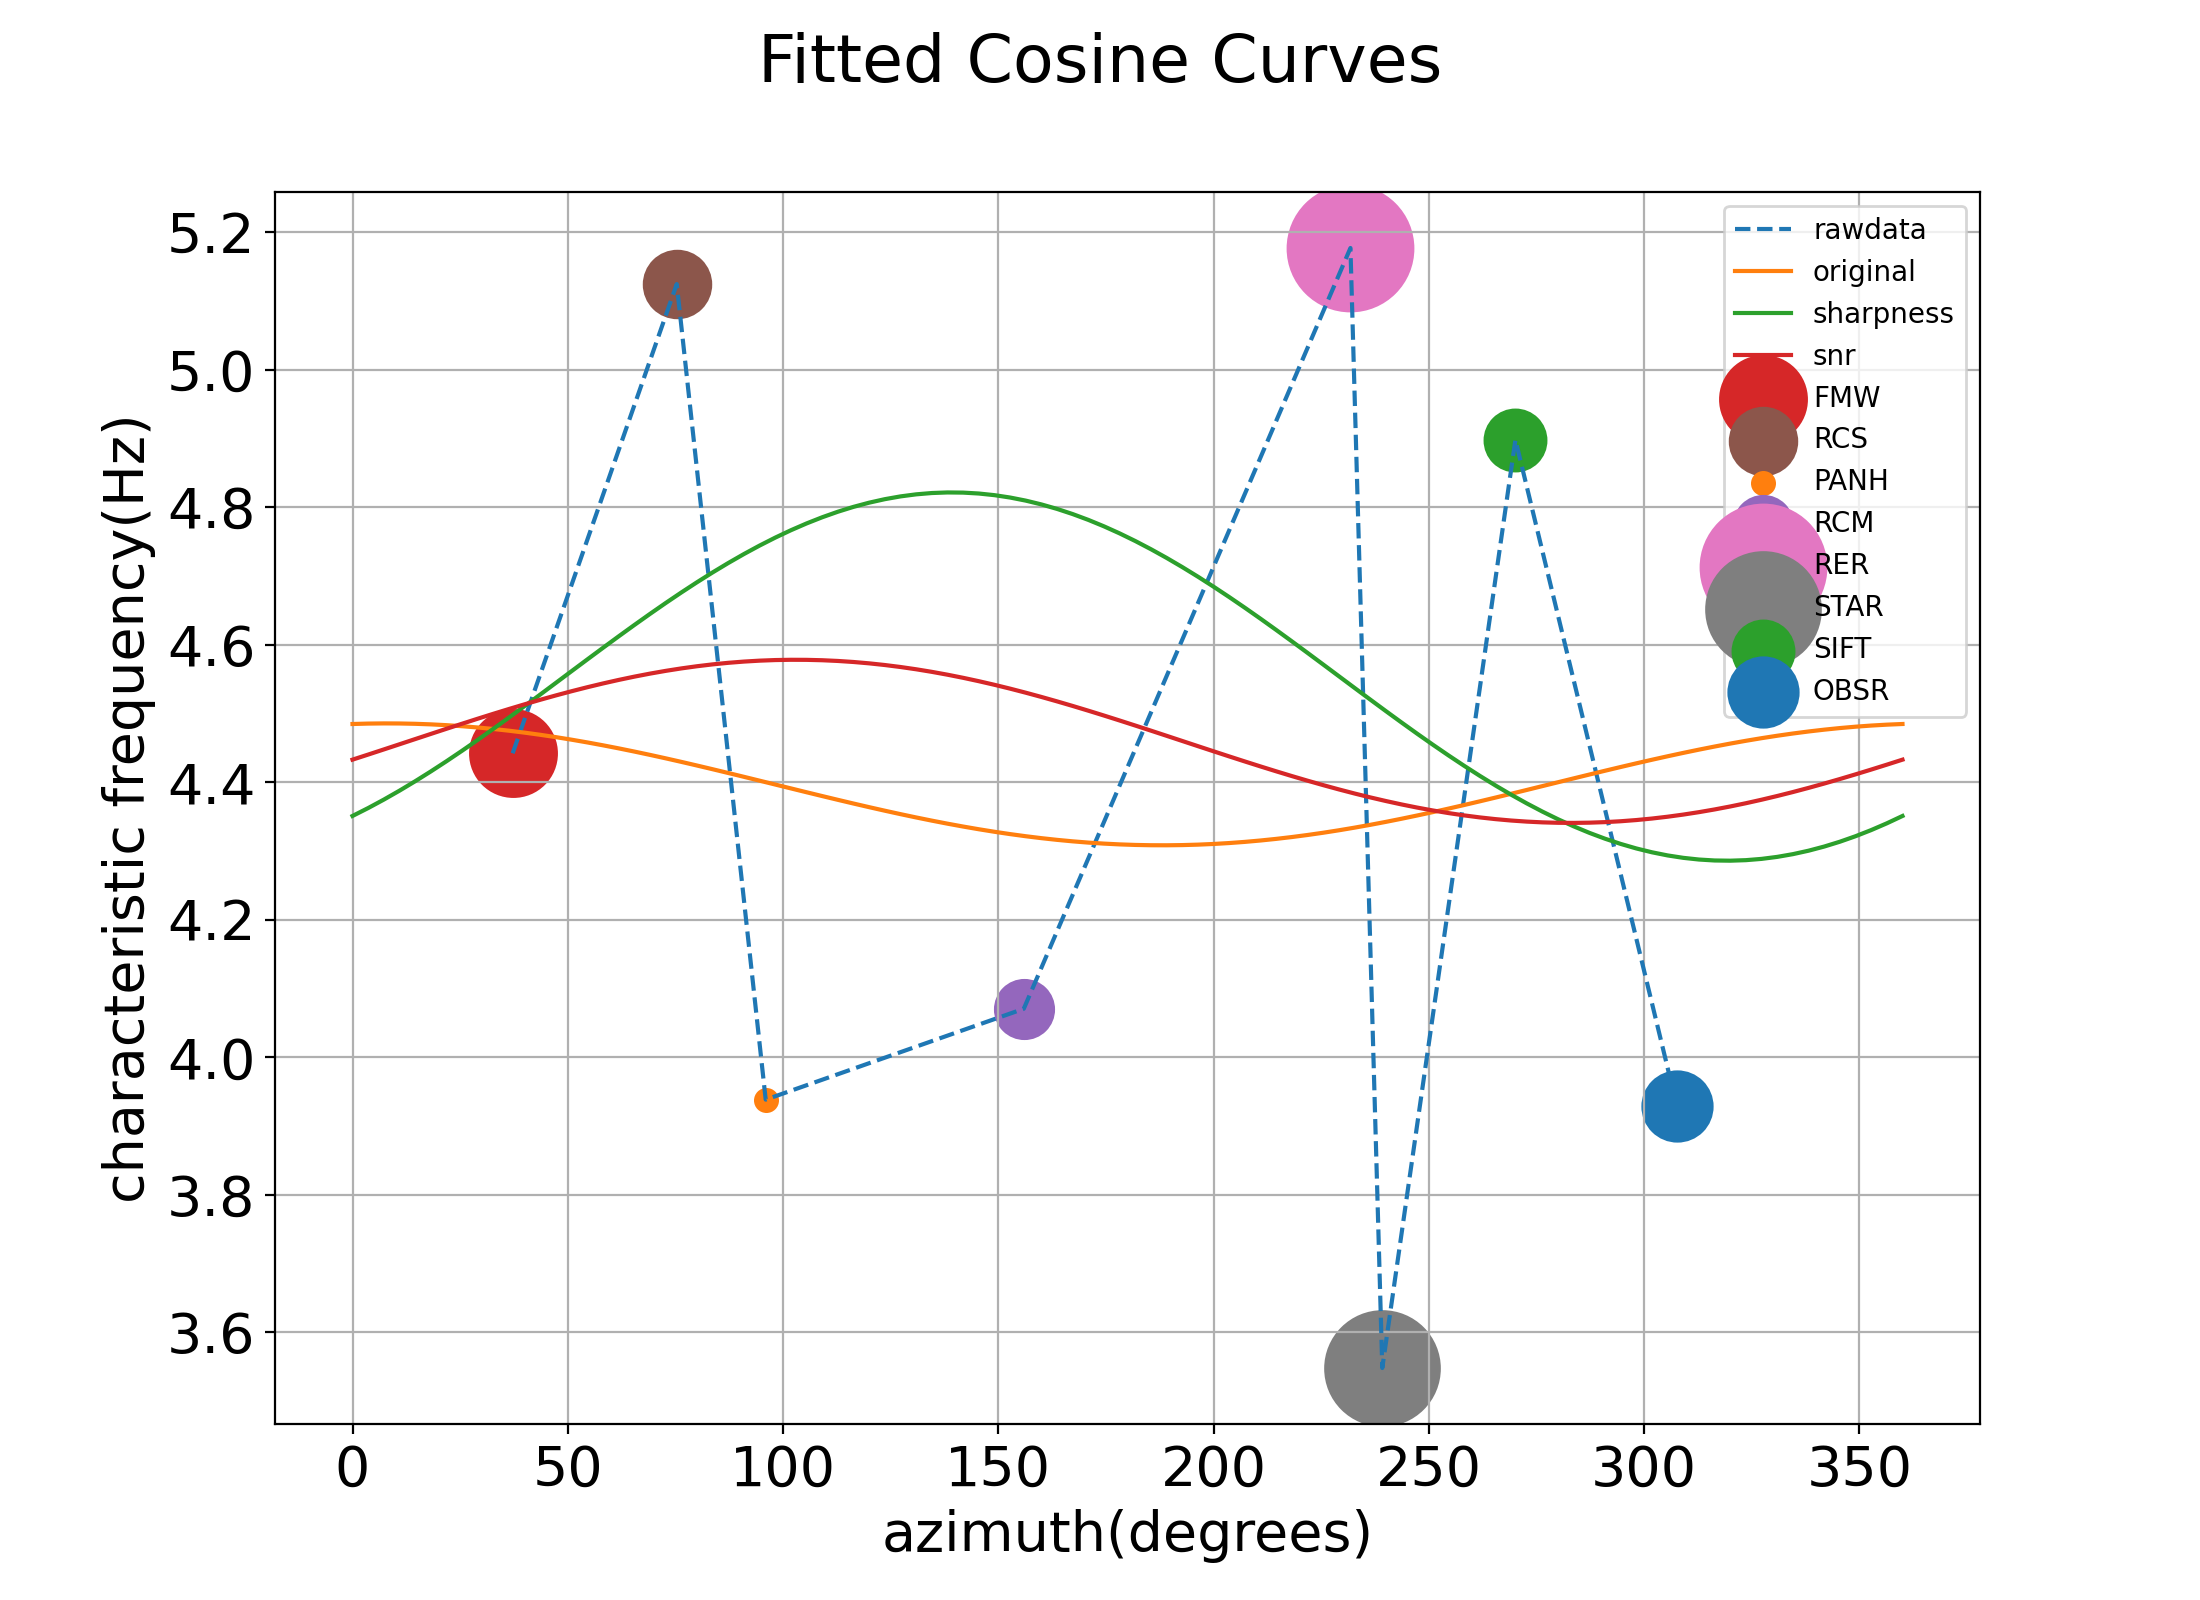 Fitted Cosine Curves
5.2
5.0
4.8
4.6
4.4
4.2
4.0
3.8
3.6
characteristic frequency(Hz)
rawdata
original
sharpness
snr
FMW
RCS
PANH
RCM
RER
STAR
SIFT
OBSR
0 50 100 150 200 250 300 350
azimuth(degrees)